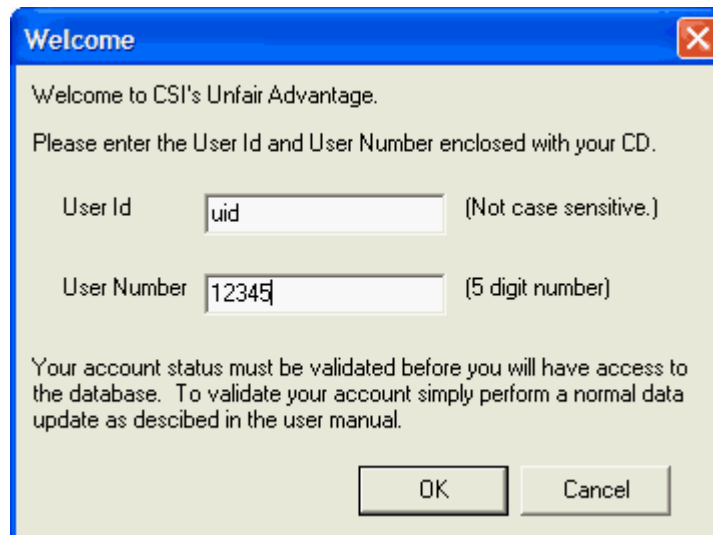 Welcome
Welcome to CSI's Unfair Advantage.
Please enter the User Id and User Number enclosed with your CD.
User Id uid (Not case sensitive.)
User Number 12345 (5 digit number)
Your account status must be validated before you will have access to
the database. To validate your account simply perform a normal data
update as descibed in the user manual.
OK Cancel